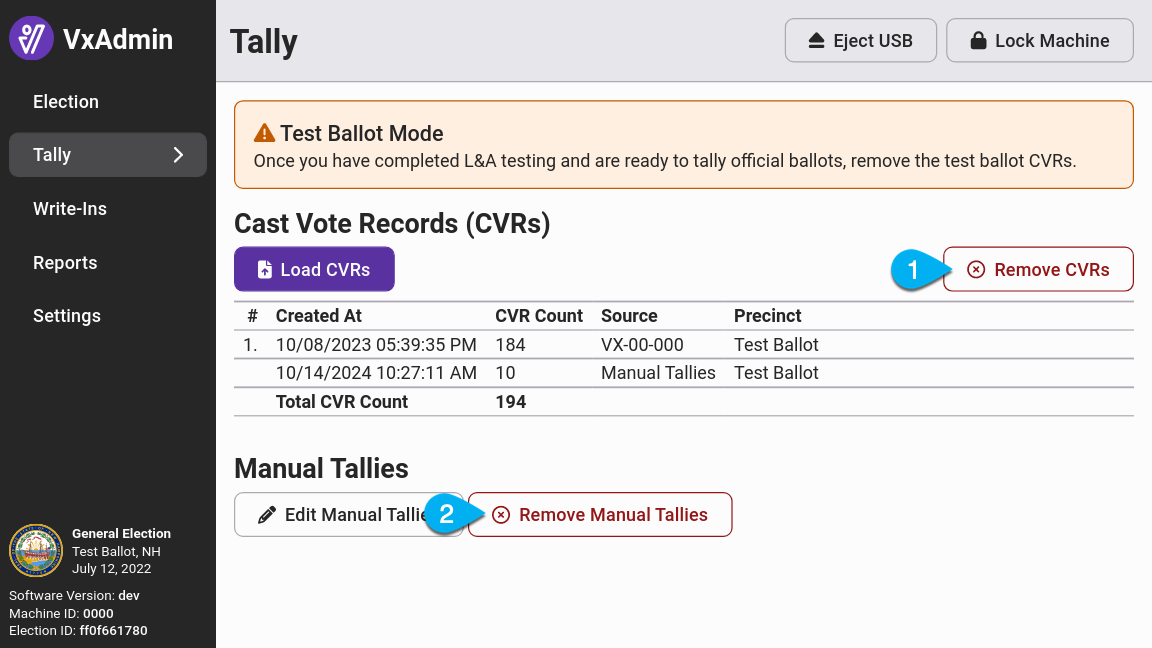 VxAdmin
Election
Tally
Write-Ins
Reports
Settings
General Election
Test Ballot, NH
July 12, 2022
Software Version: dev
Machine ID: 0000
Election ID: ff0f661780
Tally
Eject USB
Lock Machine
Test Ballot Mode
Once you have completed L&A testing and are ready to tally official ballots, remove the test ballot CVRs.
Cast Vote Records (CVRs)
Load CVRs
1
Remove CVRs
# Created At CVR Count Source Precinct
1. 10/08/2023 05:39:35 PM 184 VX-00-000 Test Ballot
10/14/2024 10:27:11 AM 10 Manual Tallies Test Ballot
Total CVR Count 194
Manual Tallies
Edit Manual Tallie
2
Remove Manual Tallies